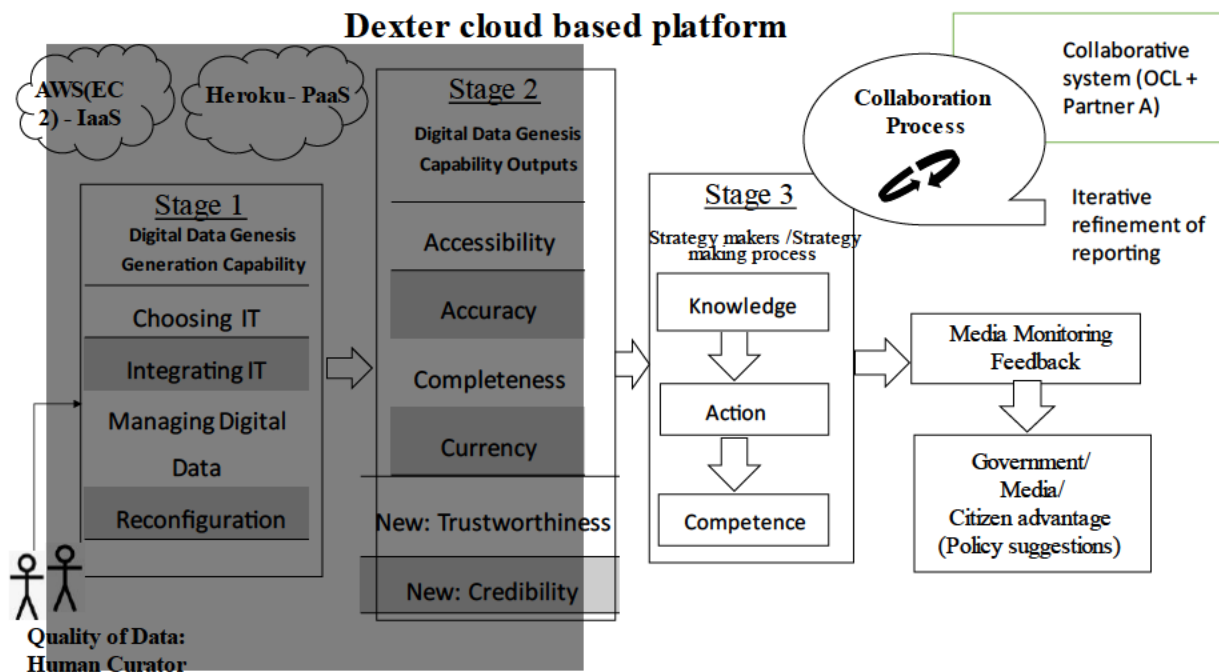 Dexter cloud based platform
AWS(EC
2) - IaaS
Heroku - PaaS
Stage 1
Digital Data Genesis
Generation Capability
Choosing IT
Integrating IT
Managing Digital
Data
Reconfiguration
Quality of Data:
Human Curator
Stage 2
Digital Data Genesis
Capability Outputs
Accessibility
Accuracy
Completeness
Currency
New: Trustworthiness
New: Credibility
Stage 3
Strategy makers /Strategy
making process
Knowledge
Action
Competence
Collaboration
Process
Collaborative
system (OCL +
Partner A)
Iterative
refinement of
reporting
Media Monitoring
Feedback
Government/
Media/
Citizen advantage
(Policy suggestions)